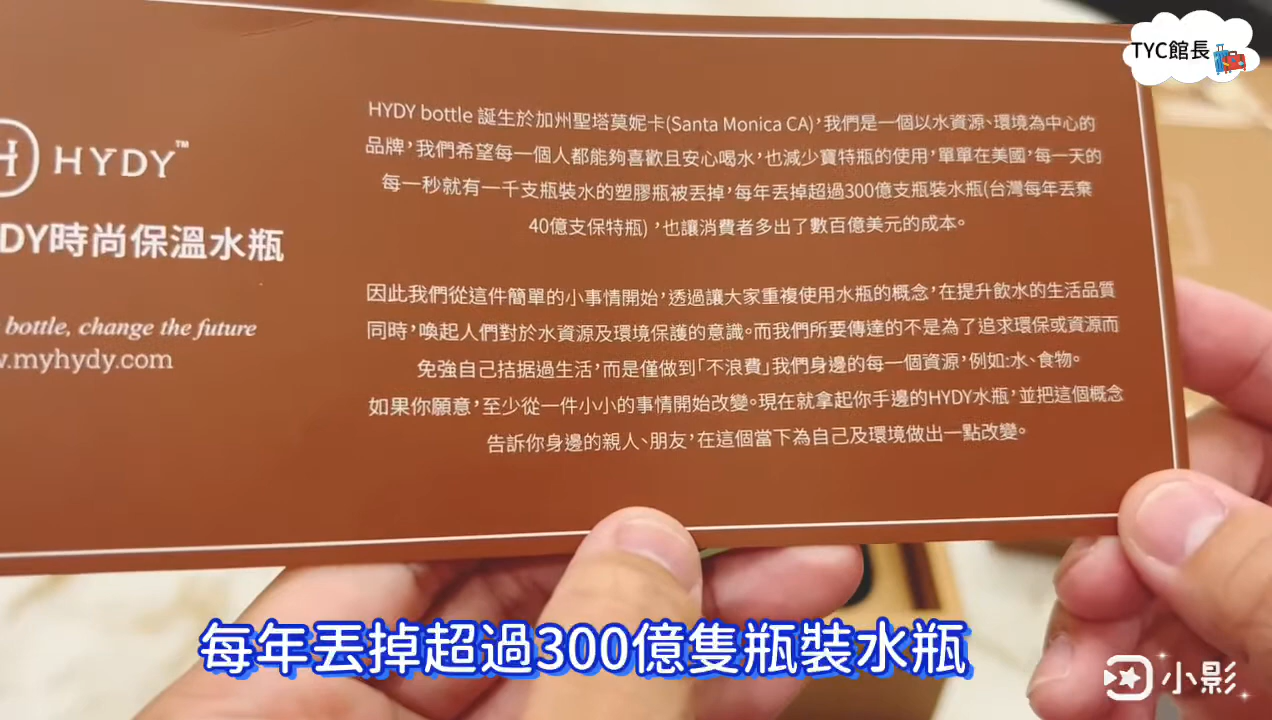 TYC館長
HYDY™
DY時尚保溫水瓶
bottle, change the future
w.myhydy.com
HYDY bottle 誕生於加州聖塔莫妮卡(Santa Monica CA)，我們是一個以水資源、環境為中心的
品牌，我們希望每一個人都能夠喜歡且安心喝水，也減少寶特瓶的使用，單單在美國，每一天的
每一秒就有一千支瓶裝水的塑膠瓶被丟掉，每年丟掉超過300億支瓶裝水瓶(台灣每年丟棄
40億支保特瓶)，也讓消費者多出了數百億美元的成本。
因此我們從這件簡單的小事情開始，透過讓大家重複使用水瓶的概念，在提升飲水的生活品質
同時，喚起人們對於水資源及環境保護的意識。而我們所要傳達的不是為了追求環保或資源而
免強自己拮据過生活，而是僅做到「不浪費」我們身邊的每一個資源，例如:水、食物。
如果你願意，至少從一件小小的事情開始改變。現在就拿起你手邊的HYDY水瓶，並把這個概念
告訴你身邊的親人、朋友，在這個當下為自己及環境做出一點改變。
每年丟掉超過300億隻瓶裝水瓶
小影